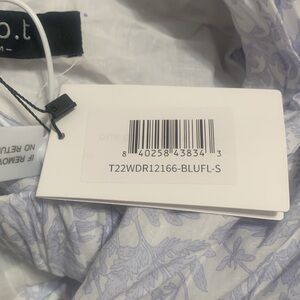 o.t
M
IF REMOV
NO RETU
8 40258 43834 3
T22WDR12166-BLUFL-S